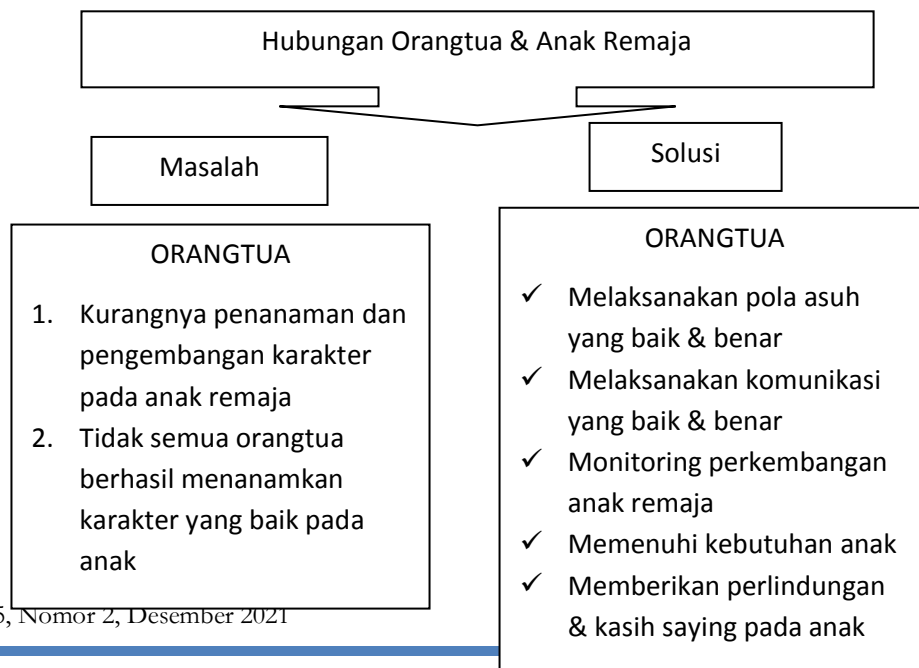 Hubungan Orangtua & Anak Remaja
Masalah
Solusi
ORANGTUA
1. Kurangnya penanaman dan
pengembangan karakter
pada anak remaja
2. Tidak semua orangtua
berhasil menanamkan
karakter yang baik pada
anak
ORANGTUA
✓ Melaksanakan pola asuh
yang baik & benar
✓ Melaksanakan komunikasi
yang baik & benar
✓ Monitoring perkembangan
anak remaja
✓ Memenuhi kebutuhan anak
✓ Memberikan perlindungan
& kasih saying pada anak
5, Nomor 2, Desember 2021